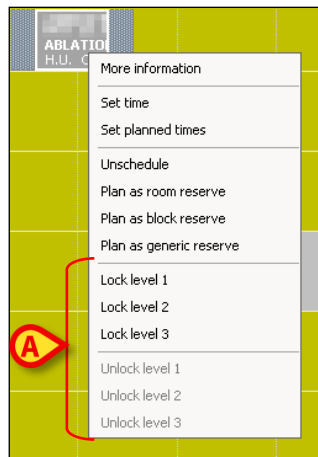 ABLATIO
H.U.
More information
Set time
Set planned times
Unschedule
Plan as room reserve
Plan as block reserve
Plan as generic reserve
Lock level 1
Lock level 2
Lock level 3
A
Unlock level 1
Unlock level 2
Unlock level 3